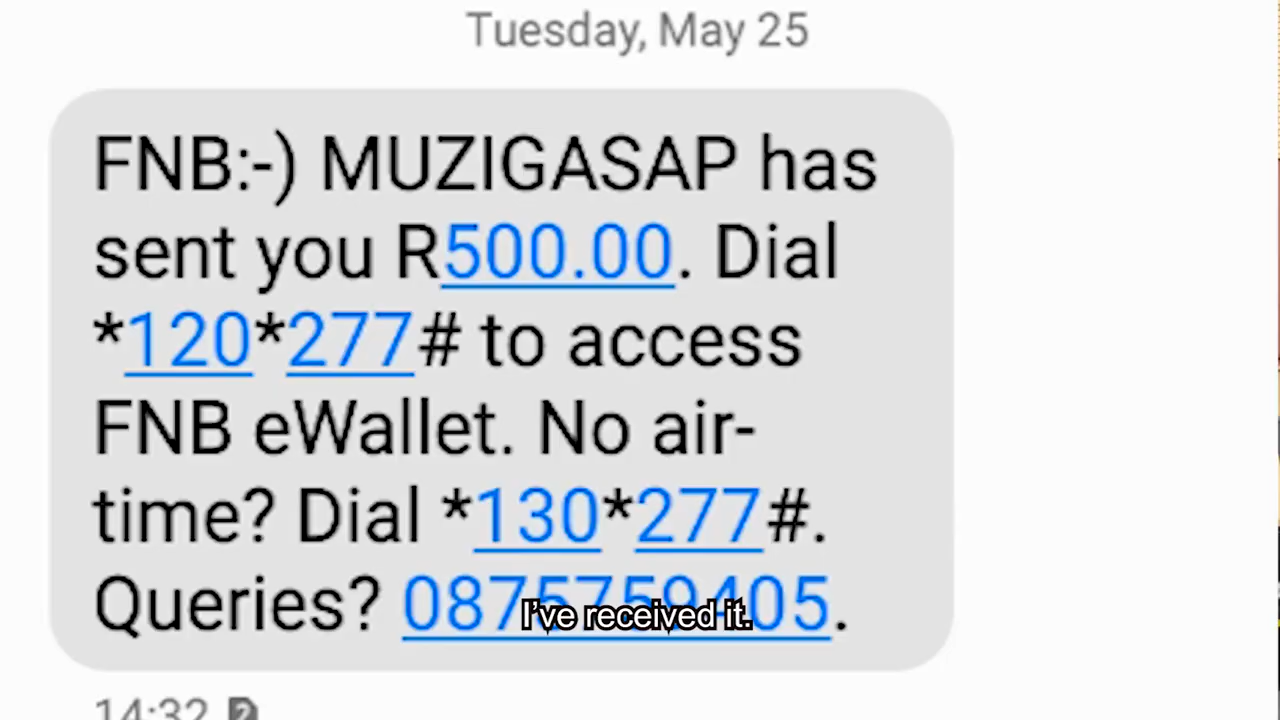 Tuesday, May 25
FNB:-) MUZIGASAP has
sent you R500.00. Dial
*120*277# to access
FNB eWallet. No air-
time? Dial *130*277#.
Queries? 0875759405.
I've received it.
14:32